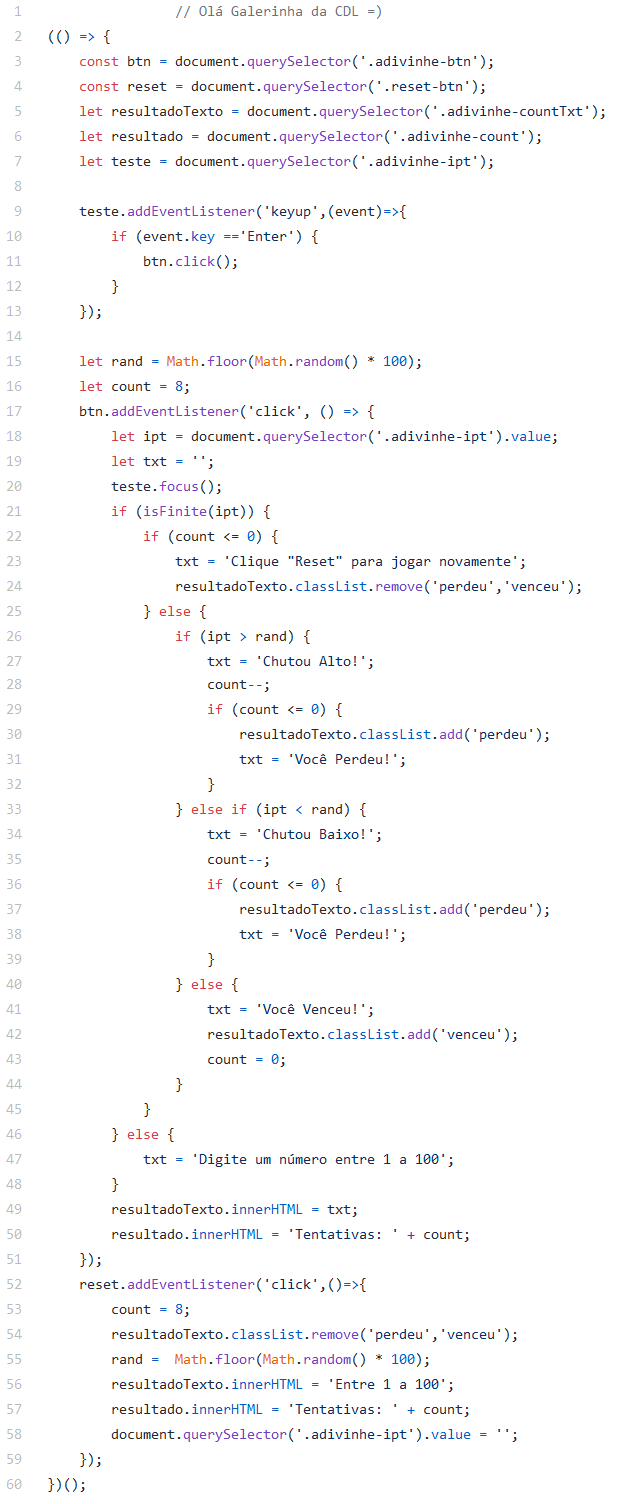 1 // Olá Galerinha da CDL =)
2 (() => {
3 const btn = document.querySelector('.adivinhe-btn');
4 const reset = document.querySelector('.reset-btn');
5 let resultadoTexto = document.querySelector('.adivinhe-countTxt');
6 let resultado = document.querySelector('.adivinhe-count');
7 let teste = document.querySelector('.adivinhe-ipt');
8
9 teste.addEventListener('keyup',(event)=>{
10 if (event.key =='Enter') {
11 btn.click();
12 }
13 });
14
15 let rand = Math.floor(Math.random() * 100);
16 let count = 8;
17 btn.addEventListener('click', () => {
18 let ipt = document.querySelector('.adivinhe-ipt').value;
19 let txt = '';
20 teste.focus();
21 if (isFinite(ipt)) {
22 if (count <= 0) {
23 txt = 'Clique "Reset" para jogar novamente';
24 resultadoTexto.classList.remove('perdeu','venceu');
25 } else {
26 if (ipt > rand) {
27 txt = 'Chutou Alto!';
28 count--;
29 if (count <= 0) {
30 resultadoTexto.classList.add('perdeu');
31 txt = 'Você Perdeu!';
32 }
33 } else if (ipt < rand) {
34 txt = 'Chutou Baixo!';
35 count--;
36 if (count <= 0) {
37 resultadoTexto.classList.add('perdeu');
38 txt = 'Você Perdeu!';
39 }
40 } else {
41 txt = 'Você Venceu!';
42 resultadoTexto.classList.add('venceu');
43 count = 0;
44 }
45 }
46 } else {
47 txt = 'Digite um número entre 1 a 100';
48 }
49 resultadoTexto.innerHTML = txt;
50 resultado.innerHTML = 'Tentativas: ' + count;
51 });
52 reset.addEventListener('click',()=>{
53 count = 8;
54 resultadoTexto.classList.remove('perdeu','venceu');
55 rand =  Math.floor(Math.random() * 100);
56 resultadoTexto.innerHTML = 'Entre 1 a 100';
57 resultado.innerHTML = 'Tentativas: ' + count;
58 document.querySelector('.adivinhe-ipt').value = '';
59 });
60 })();